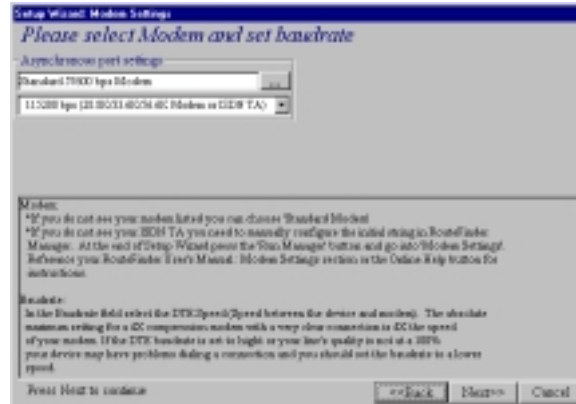 Setup Wizard: Modem Settings
Please select Modem and set baudrate
Asynchronous port settings
Standard 57600 bps Modem
...
115200 bps (28.8K/33.6K/56.6K Modem or ISDN TA)
Modem:
*If you do not see your modem listed you can choose 'Standard Modem'
*If you do not see your ISDN TA you need to manually configure the initial string in RouteFinder
Manager. At the end of Setup Wizard press the 'Run Manager' button and go into 'Modem Settings'.
Reference your RouteFinder User's Manual: Modem Settings section or the Online Help button for
instructions.
Baudrate:
In the Baudrate field select the DTE Speed (Speed between the device and modem). The absolute
maximum setting for a 4X compression modem with a very clear connection is 4X the speed
of your modem. If the DTE baudrate is set to hight or your line's quality is not at a 100%
your device may have problems dialing a connection and you should set the baudrate to a lower
speed.
Press Next to continue
<<Back
Next>>
Cancel